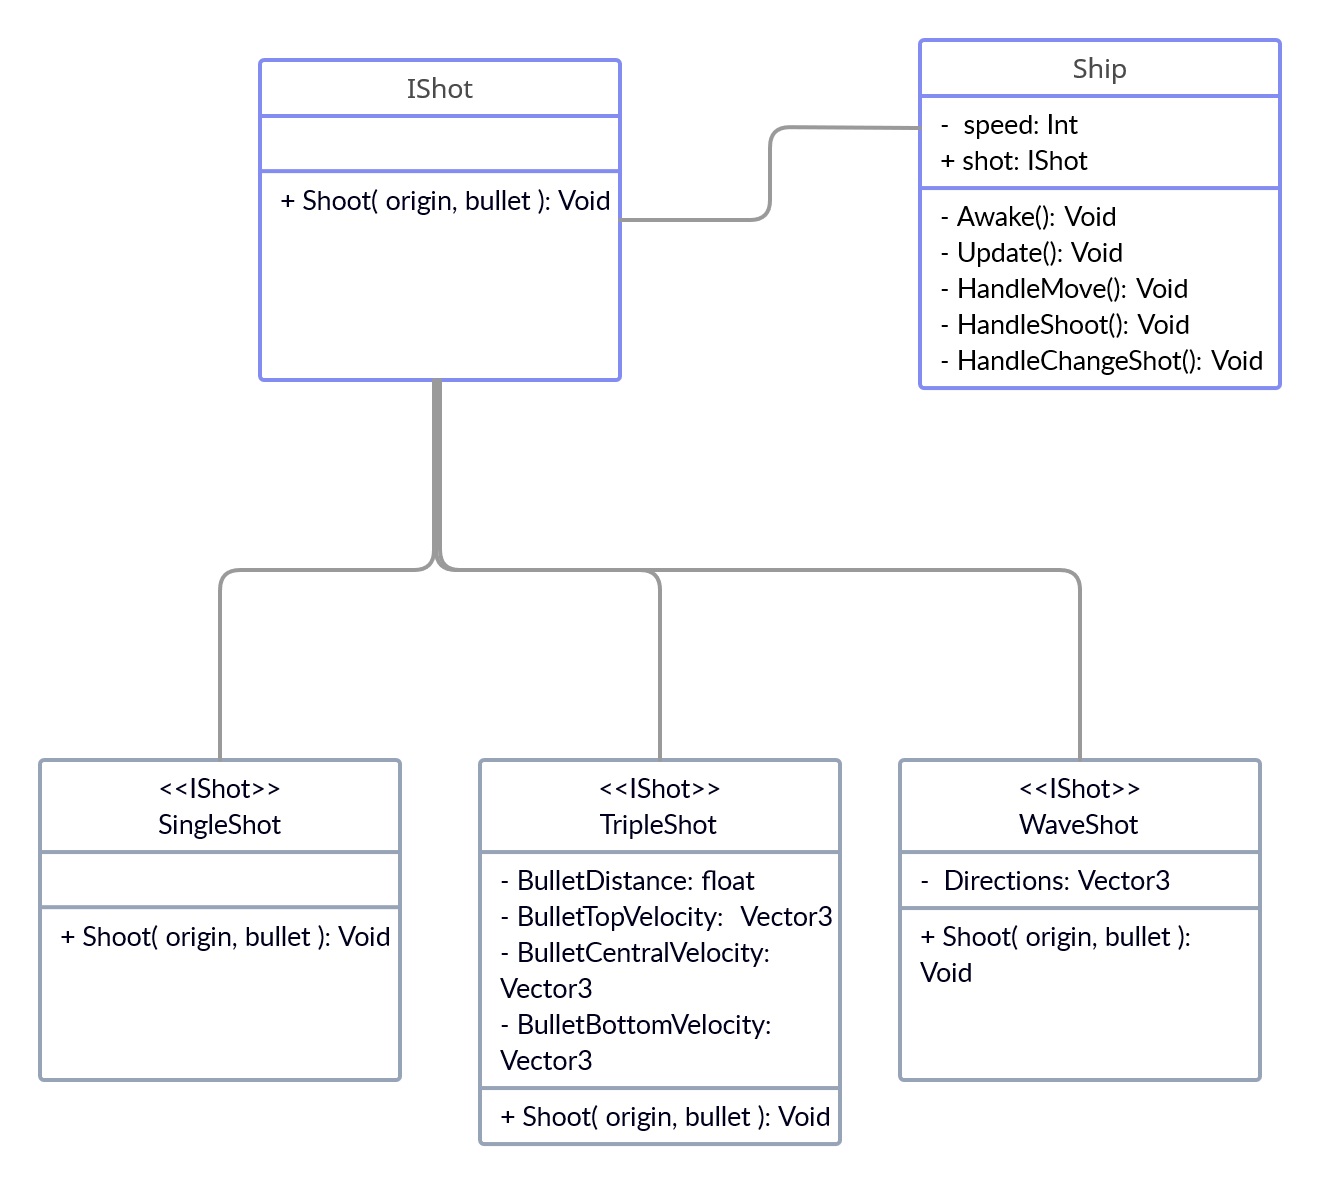 IShot
+ Shoot( origin, bullet ): Void
Ship
- speed: Int
+ shot: IShot
- Awake(): Void
- Update(): Void
- HandleMove(): Void
- HandleShoot(): Void
- HandleChangeShot(): Void
<<IShot>>
SingleShot
+ Shoot( origin, bullet ): Void
<<IShot>>
TripleShot
- BulletDistance: float
- BulletTopVelocity: Vector3
- BulletCentralVelocity:
Vector3
- BulletBottomVelocity:
Vector3
+ Shoot( origin, bullet ): Void
<<IShot>>
WaveShot
- Directions: Vector3
+ Shoot( origin, bullet ):
Void